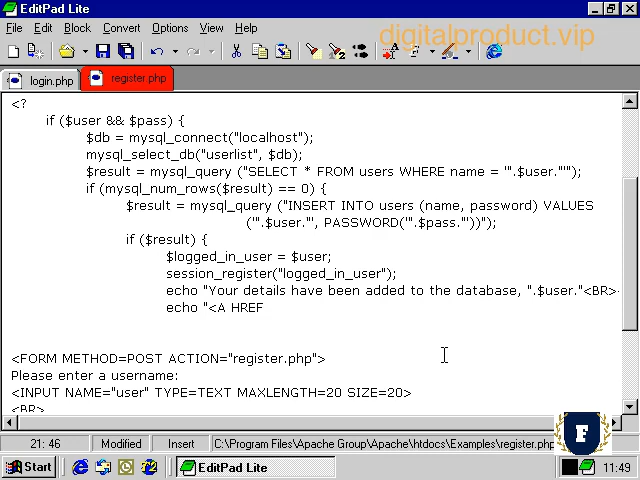 EditPad Lite
digitalproduct.vip
File Edit Block Convert Options View Help
login.php register.php
<?
if ($user && $pass) {
$db = mysql_connect("localhost");
mysql_select_db("userlist", $db);
$result = mysql_query ("SELECT * FROM users WHERE name = '".$user."'");
if (mysql_num_rows($result) == 0) {
$result = mysql_query ("INSERT INTO users (name, password) VALUES
('".$user."', PASSWORD('".$pass."'))");
if ($result) {
$logged_in_user = $user;
session_register("logged_in_user");
echo "Your details have been added to the database, ".$user."<BR>
echo "<A HREF
<FORM METHOD=POST ACTION="register.php">
Please enter a username:
<INPUT NAME="user" TYPE=TEXT MAXLENGTH=20 SIZE=20>
<BR>
21: 46 Modified Insert C:\Program Files\Apache Group\Apache\htdocs\Examples\register.php
F
Start EditPad Lite 11:49